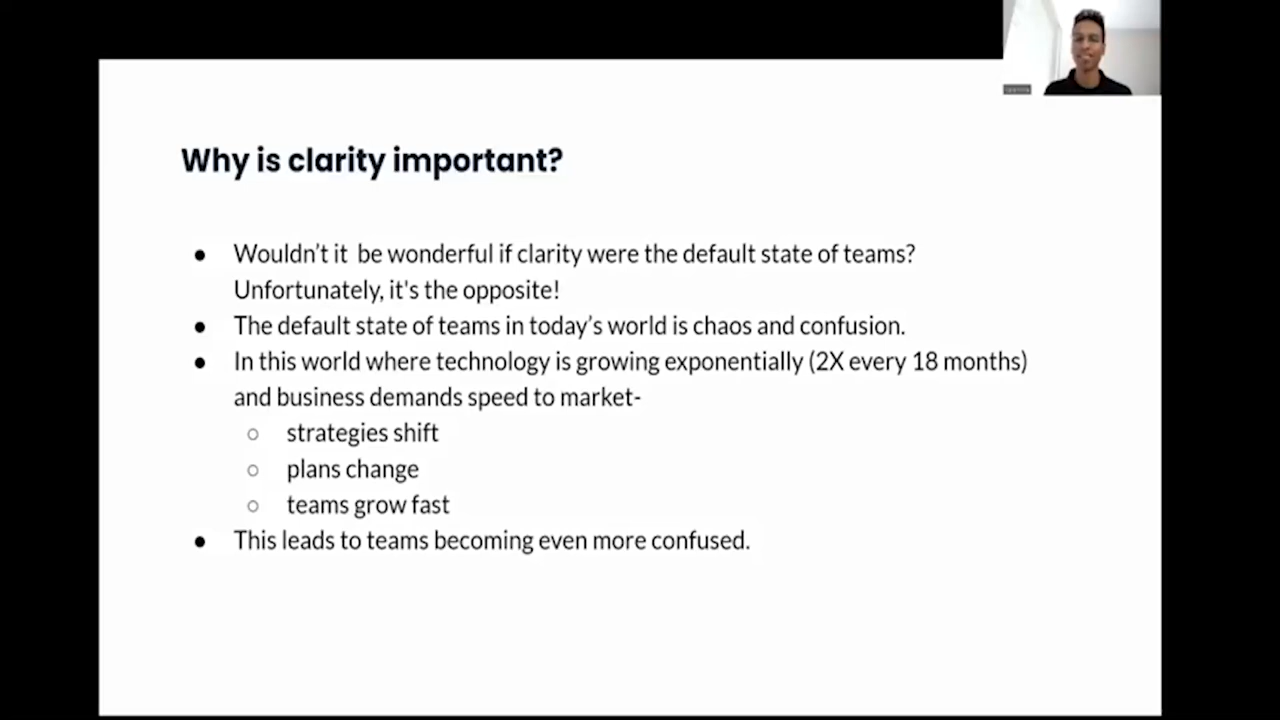 Why is clarity important?
● Wouldn't it  be wonderful if clarity were the default state of teams?
Unfortunately, it's the opposite!
● The default state of teams in today's world is chaos and confusion.
● In this world where technology is growing exponentially (2X every 18 months)
and business demands speed to market-
○ strategies shift
○ plans change
○ teams grow fast
● This leads to teams becoming even more confused.